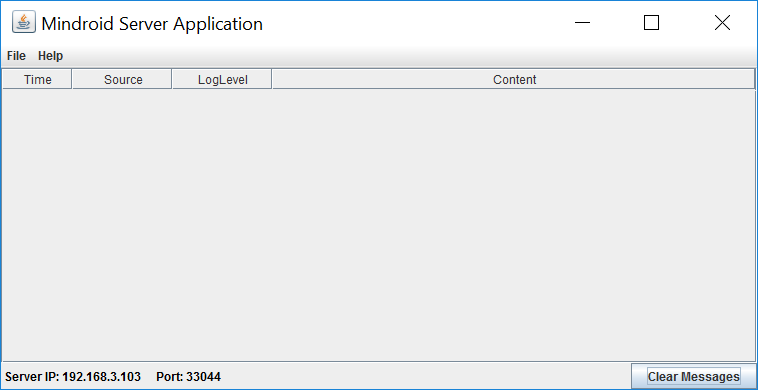 Mindroid Server Application
File Help
Time Source LogLevel Content
Server IP: 192.168.3.103 Port: 33044 Clear Messages